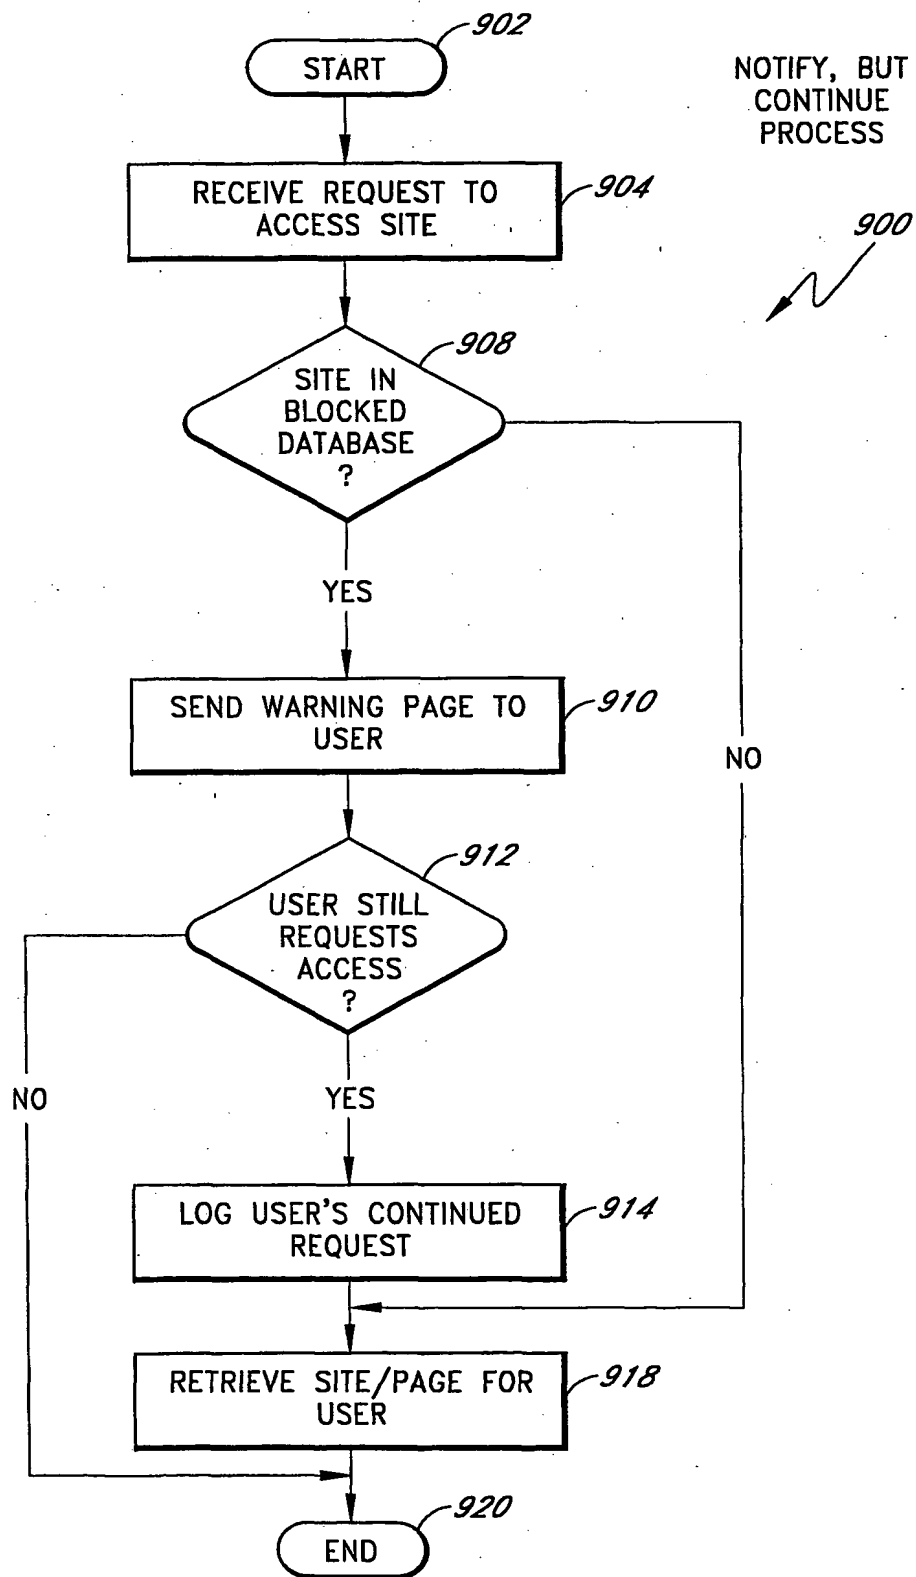 902
START
NOTIFY, BUT
CONTINUE
PROCESS
RECEIVE REQUEST TO
ACCESS SITE
904
900
908
SITE IN
BLOCKED
DATABASE
?
YES
SEND WARNING PAGE TO
USER
910
NO
912
USER STILL
REQUESTS
ACCESS
?
NO
YES
LOG USER'S CONTINUED
REQUEST
914
RETRIEVE SITE/PAGE FOR
USER
918
920
END